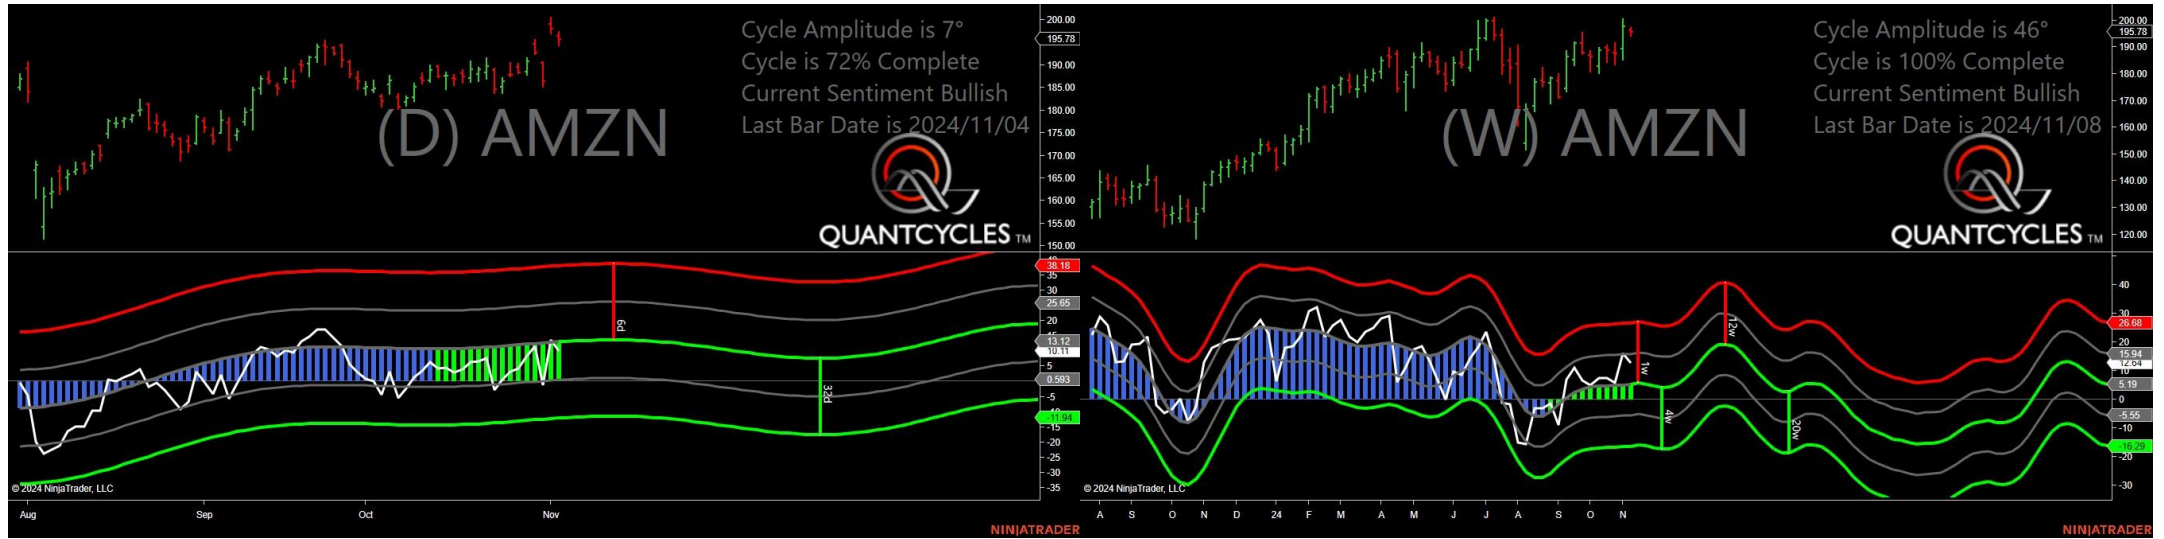 Cycle Amplitude is 7°
Cycle is 72% Complete
Current Sentiment Bullish
Last Bar Date is 2024/11/04
(D) AMZN
QUANTCYCLES TM
200.00
195.78
190.00
185.00
180.00
175.00
170.00
165.00
160.00
155.00
150.00
38.18
35
30
25.65
20
13.12
10.11
5
0.593
-5
-11.94
-15
-20
-25
-30
-35
6d
32d
© 2024 NinjaTrader, LLC
Aug Sep Oct Nov
NINJATRADER
Cycle Amplitude is 46°
Cycle is 100% Complete
Current Sentiment Bullish
Last Bar Date is 2024/11/08
(W) AMZN
QUANTCYCLES TM
200.00
195.78
190.00
180.00
170.00
160.00
150.00
140.00
130.00
120.00
40
30
26.68
20
15.94
5.19
0
-5.55
-10
-16.29
-20
-30
1w
4w
12w
20w
© 2024 NinjaTrader, LLC
A S O N D 24 F M A M J J A S O N
NINJATRADER